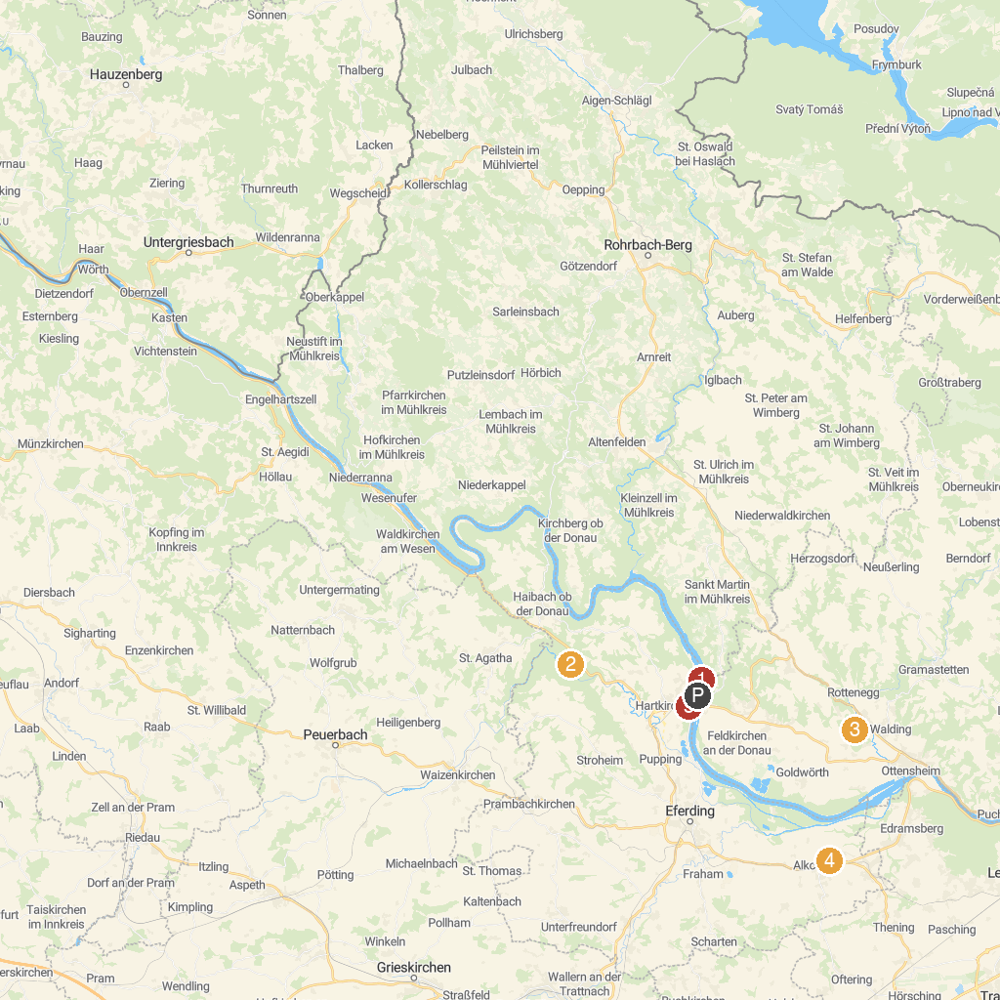 Sonnen
Bauzing
Hauzenberg
Thalberg
Julbach
Ulrichsberg
Posudov
Frymburk
Slupečná
Lipno nad V
Přední Výtoň
Svatý Tomáš
Aigen-Schlägl
Nebelberg
Lacken
Peilstein im
Mühlviertel
St. Oswald
bei Haslach
Haag
Ziering
Thurnreuth
Wegscheid
Kollerschlag
Oepping
Untergriesbach
Wildenranna
Rohrbach-Berg
Götzendorf
St. Stefan
am Walde
Haar
Wörth
Dietzendorf
Obernzell
Oberkappel
Vorderweißenb
Esternberg
Kasten
Sarleinsbach
Auberg
Helfenberg
Kiesling
Vichtenstein
Neustift im
Mühlkreis
Arnreit
Putzleinsdorf
Hörbich
Iglbach
Großtraberg
Engelhartszell
Pfarrkirchen
im Mühlkreis
St. Peter am
Wimberg
Lembach im
Mühlkreis
St. Johann
am Wimberg
Münzkirchen
St. Aegidi
Hofkirchen
im Mühlkreis
Altenfelden
Höllau
Niederranna
Wesenufer
Niederkappel
St. Ulrich im
Mühlkreis
St. Veit im
Mühlkreis
Oberneukir
Kleinzell im
Mühlkreis
Niederwaldkirchen
Lobenst
Kopfing im
Innkreis
Waldkirchen
am Wesen
Kirchberg ob
der Donau
Herzogsdorf
Neußerling
Berndorf
Diersbach
Untergermating
Haibach ob
der Donau
Sankt Martin
im Mühlkreis
Sigharting
Natternbach
Enzenkirchen
Wolfgrub
St. Agatha
2
Gramastetten
Andorf
1
P
Rottenegg
St. Willibald
Laab
Raab
Heiligenberg
Peuerbach
Feldkirchen
an der Donau
3
Walding
Linden
Stroheim
Pupping
Goldwörth
Ottensheim
Waizenkirchen
Zell an der Pram
Prambachkirchen
Eferding
Puch
Riedau
Edramsberg
Itzling
Michaelnbach
St. Thomas
4
Fraham
Dorf an der Pram
Aspeth
Pötting
Kaltenbach
Taiskirchen
im Innkreis
Kimpling
Pollham
Unterfreundorf
Thening
Pasching
Winkeln
Scharten
Grieskirchen
Pram
Wendling
Wallern an der
Trattnach
Oftering
Straßfeld
Hörsching